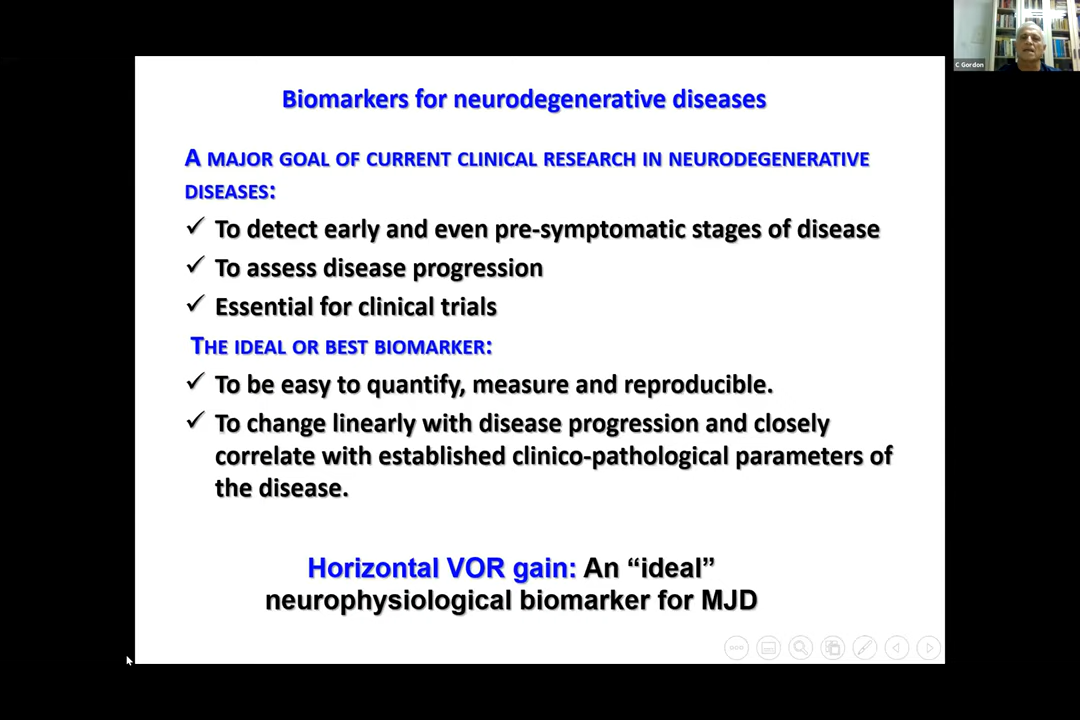 Biomarkers for neurodegenerative diseases
A MAJOR GOAL OF CURRENT CLINICAL RESEARCH IN NEURODEGENERATIVE
DISEASES:
✓ To detect early and even pre-symptomatic stages of disease
✓ To assess disease progression
✓ Essential for clinical trials
THE IDEAL OR BEST BIOMARKER:
✓ To be easy to quantify, measure and reproducible.
✓ To change linearly with disease progression and closely
correlate with established clinico-pathological parameters of
the disease.
Horizontal VOR gain: An “ideal”
neurophysiological biomarker for MJD
C Gordon